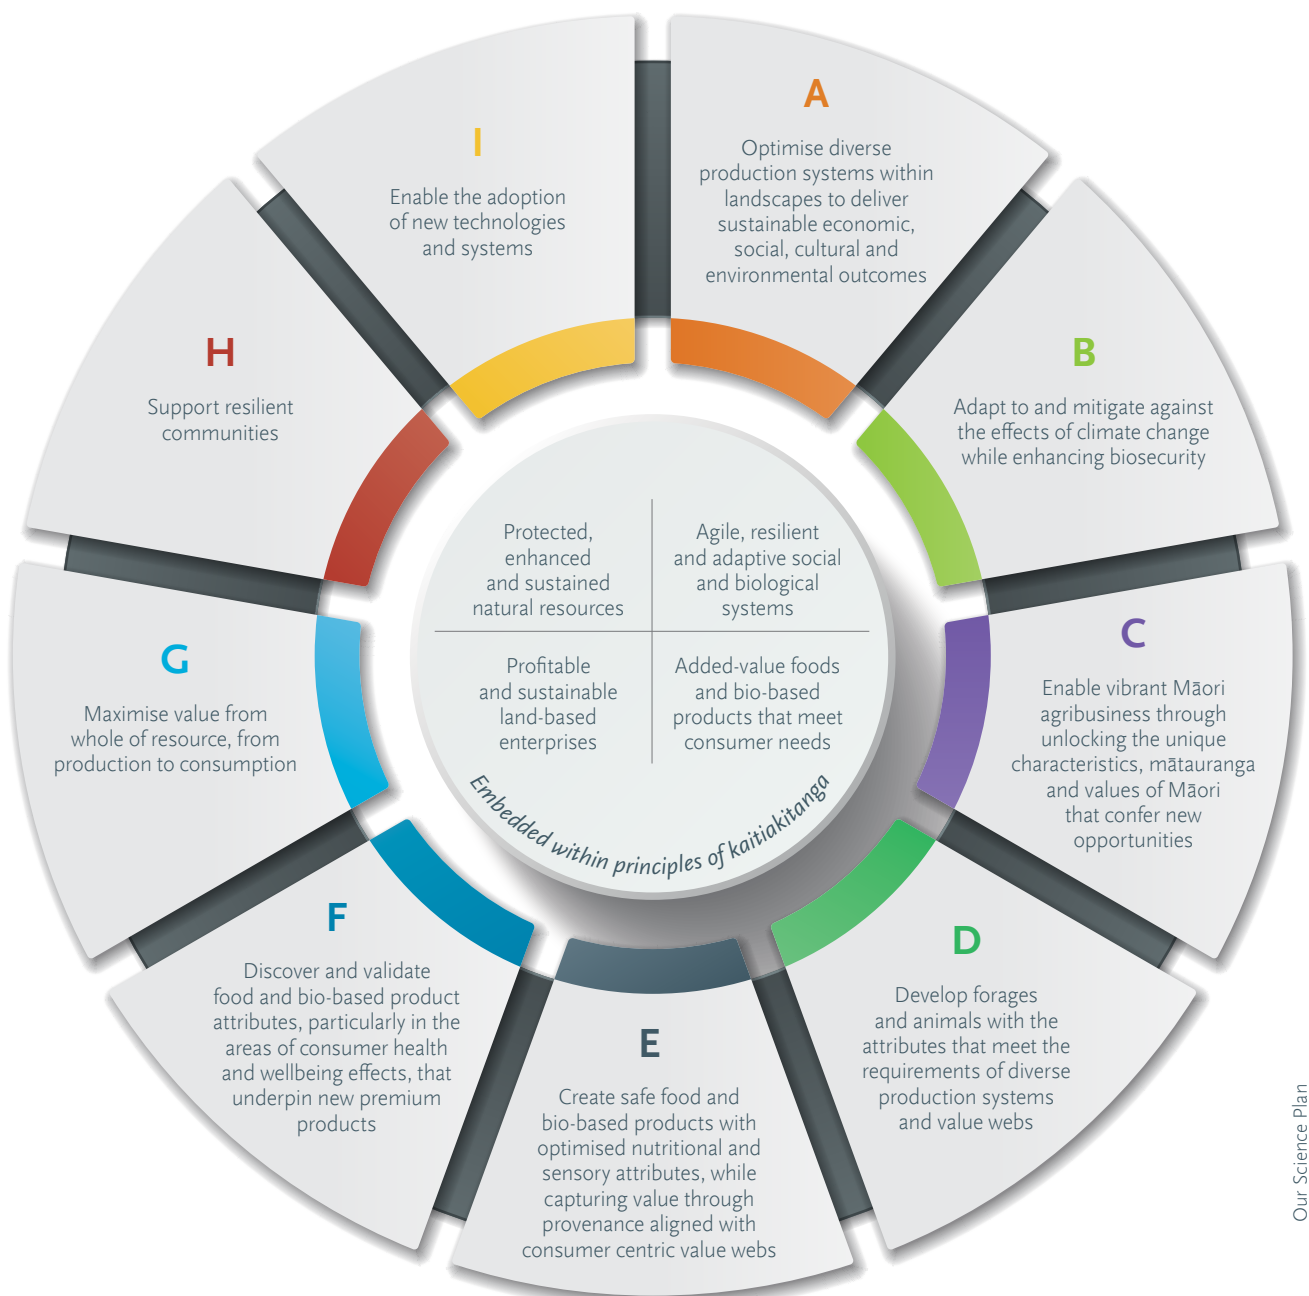 A
Optimise diverse
production systems within
landscapes to deliver
sustainable economic,
social, cultural and
environmental outcomes
B
Adapt to and mitigate against
the effects of climate change
while enhancing biosecurity
C
Enable vibrant Māori
agribusiness through
unlocking the unique
characteristics, mātauranga
and values of Māori
that confer new
opportunities
D
Develop forages
and animals with the
attributes that meet the
requirements of diverse
production systems
and value webs
E
Create safe food and
bio-based products with
optimised nutritional and
sensory attributes, while
capturing value through
provenance aligned with
consumer centric value webs
F
Discover and validate
food and bio-based product
attributes, particularly in the
areas of consumer health
and wellbeing effects, that
underpin new premium
products
G
Maximise value from
whole of resource, from
production to consumption
H
Support resilient
communities
I
Enable the adoption
of new technologies
and systems
Protected,
enhanced
and sustained
natural resources
Agile, resilient
and adaptive social
and biological
systems
Profitable
and sustainable
land-based
enterprises
Added-value foods
and bio-based
products that meet
consumer needs
Embedded within principles of kaitiakitanga
Our Science Plan